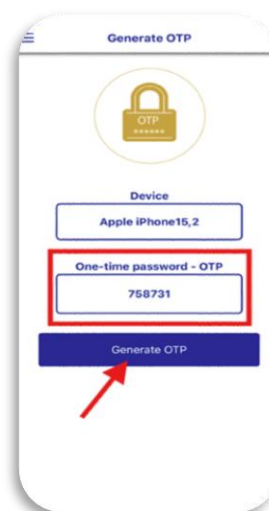 Generate OTP
OTP
******
Device
Apple iPhone15,2
One-time password - OTP
758731
Generate OTP